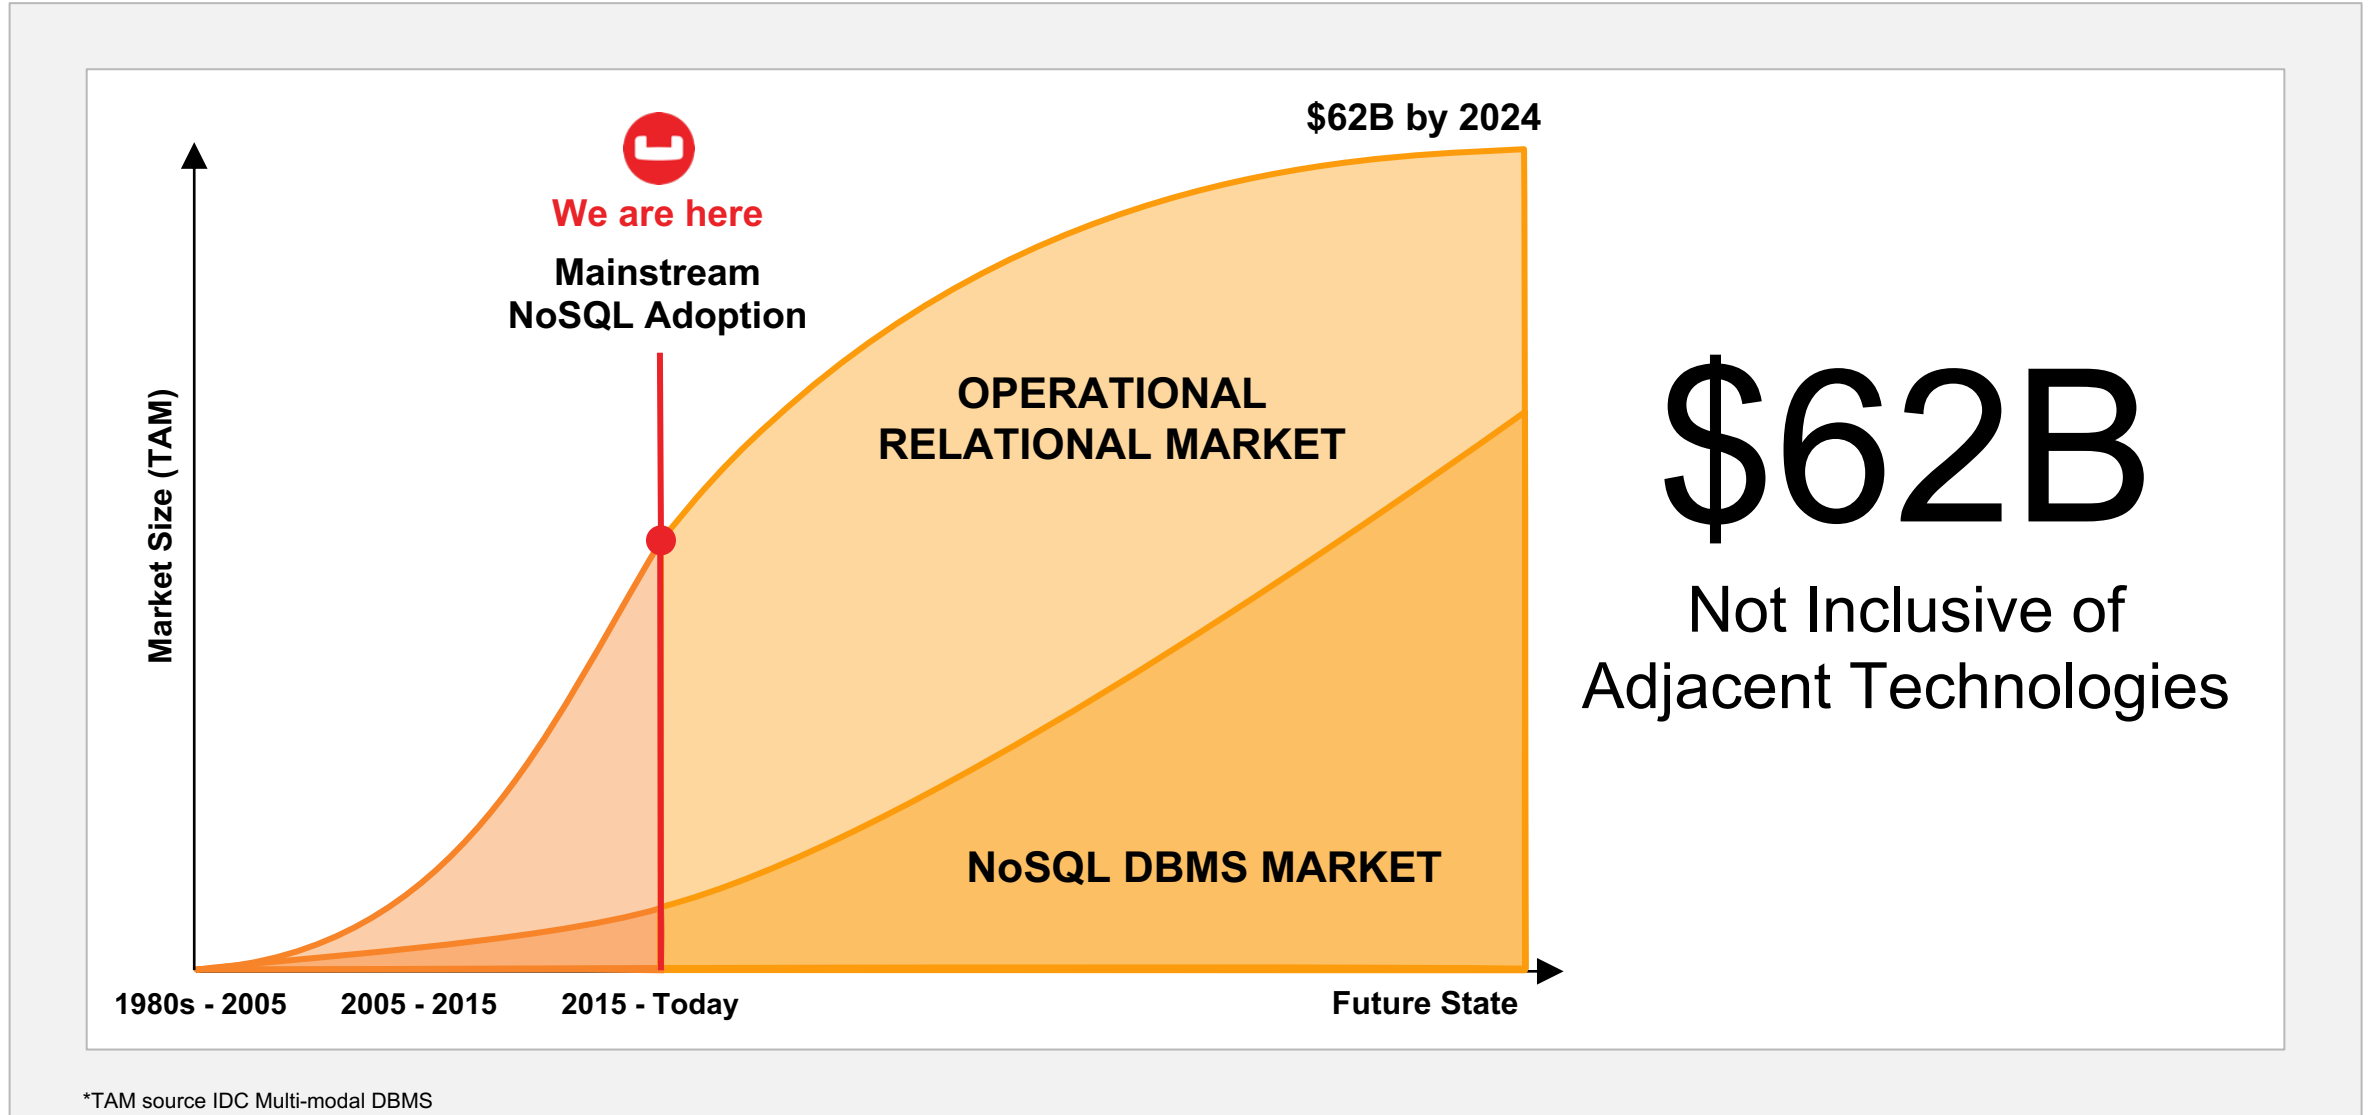 $62B by 2024
We are here
Mainstream
NoSQL Adoption
OPERATIONAL
RELATIONAL MARKET
NoSQL DBMS MARKET
Market Size (TAM)
1980s - 2005
2005 - 2015
2015 - Today
Future State
$62B
Not Inclusive of
Adjacent Technologies
*TAM source IDC Multi-modal DBMS